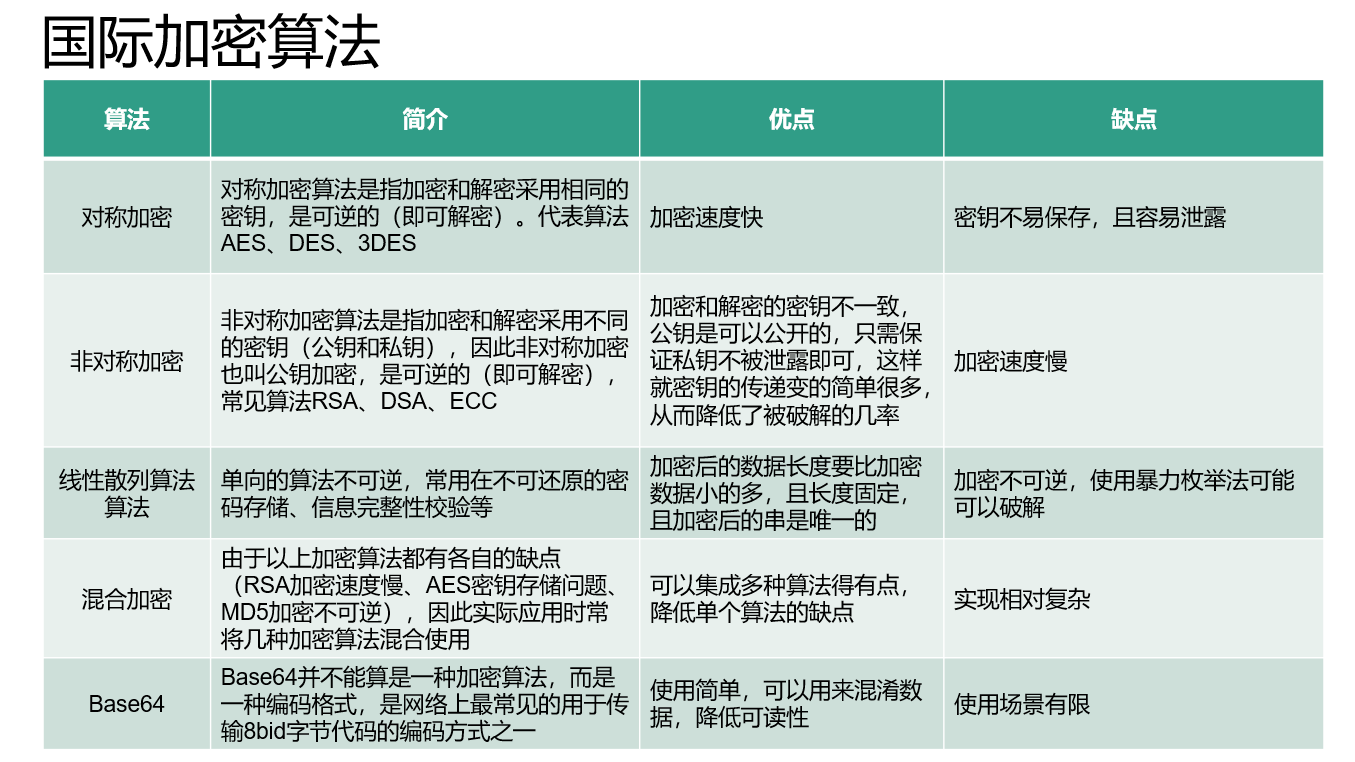 国际加密算法
算法
简介
优点
缺点
对称加密
对称加密算法是指加密和解密采用相同的
密钥，是可逆的（即可解密）。代表算法
AES、DES、3DES
加密速度快
密钥不易保存，且容易泄露
非对称加密
非对称加密算法是指加密和解密采用不同
的密钥（公钥和私钥），因此非对称加密
也叫公钥加密，是可逆的（即可解密），
常见算法RSA、DSA、ECC
加密和解密的密钥不一致，
公钥是可以公开的，只需保
证私钥不被泄露即可，这样
就密钥的传递变的简单很多，
从而降低了被破解的几率
加密速度慢
线性散列算法
算法
单向的算法不可逆，常用在不可还原的密
码存储、信息完整性校验等
加密后的数据长度要比加密
数据小的多，且长度固定，
且加密后的串是唯一的
加密不可逆，使用暴力枚举法可能
可以破解
混合加密
由于以上加密算法都有各自的缺点
（RSA加密速度慢、AES密钥存储问题、
MD5加密不可逆），因此实际应用时常
将几种加密算法混合使用
可以集成多种算法得有点，
降低单个算法的缺点
实现相对复杂
Base64
Base64并不能算是一种加密算法，而是
一种编码格式，是网络上最常见的用于传
输8bid字节代码的编码方式之一
使用简单，可以用来混淆数
据，降低可读性
使用场景有限